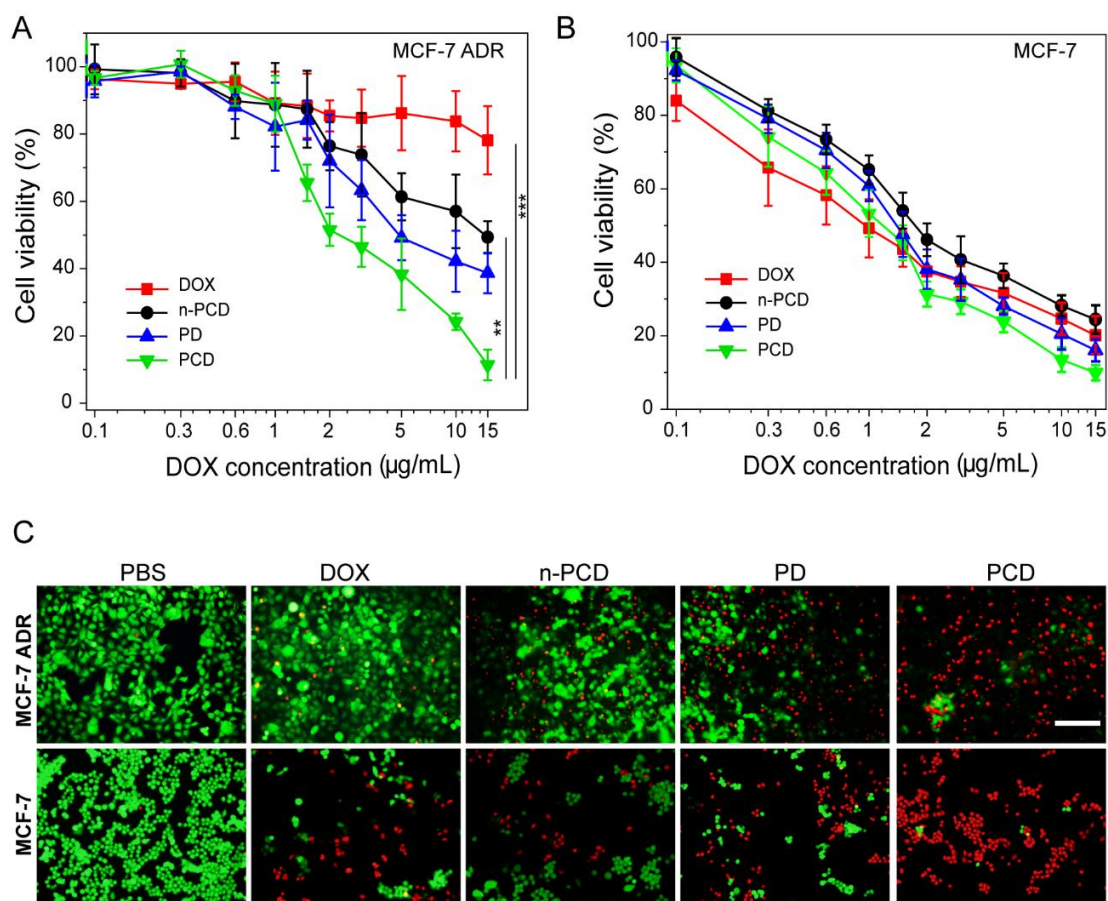 A
MCF-7 ADR
100
80
60
40
20
0
Cell viability (%)
DOX
n-PCD
PD
PCD
***
**
0.1 0.3 0.6 1 2 5 10 15
DOX concentration (µg/mL)
B
MCF-7
100
80
60
40
20
0
Cell viability (%)
DOX
n-PCD
PD
PCD
0.1 0.3 0.6 1 2 5 10 15
DOX concentration (µg/mL)
C
PBS DOX n-PCD PD PCD
MCF-7 ADR
MCF-7